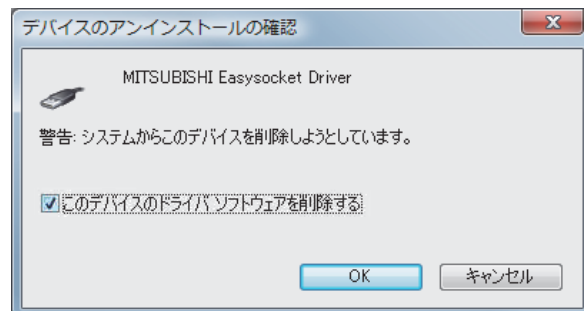 デバイスのアンインストールの確認
MITSUBISHI Easysocket Driver
警告: システムからこのデバイスを削除しようとしています。
このデバイスのドライバ ソフトウェアを削除する
OK
キャンセル